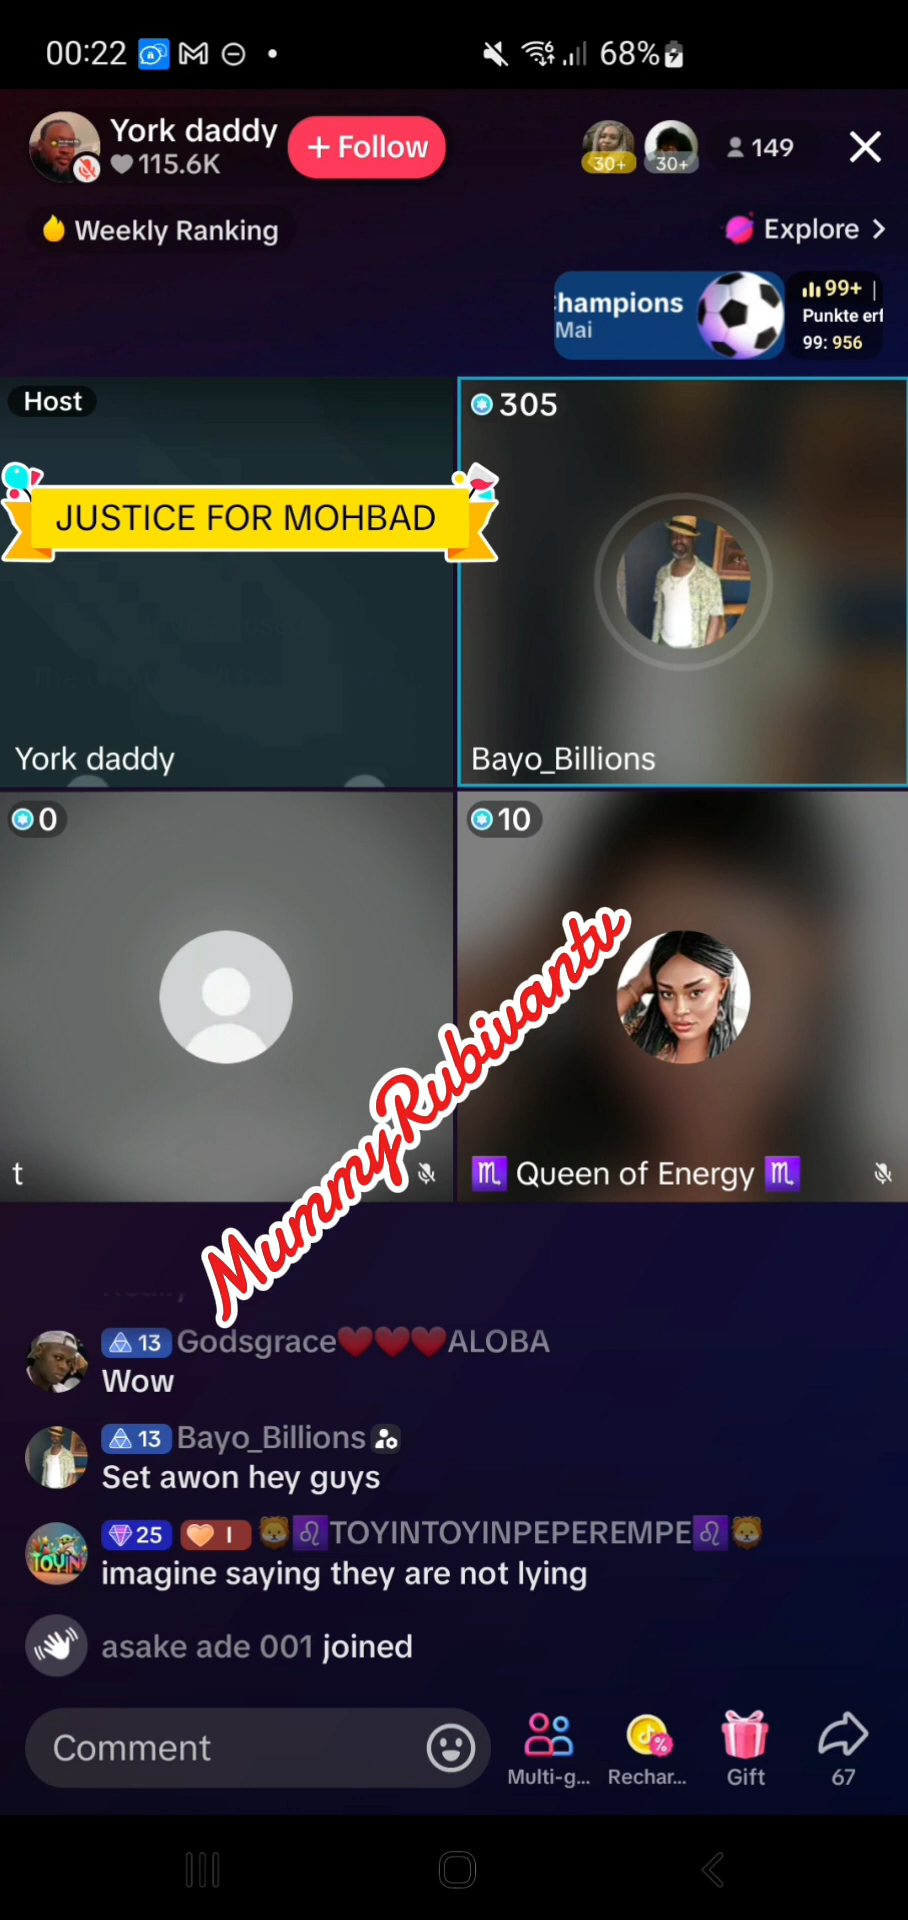 00:22
68%
York daddy
115.6K
+ Follow
30+
30+
149
Weekly Ranking
Explore >
hampions
Mai
99+ |
Punkte erf
99: 956
Host
JUSTICE FOR MOHBAD
York daddy
305
Bayo_Billions
0
t
10
♏ Queen of Energy ♏
MummyRubivantv
13 Godsgrace❤️❤️❤️ALOBA
Wow
13 Bayo_Billions
Set awon hey guys
25 I 🦁♌TOYINTOYINPEPEREMPE♌🦁
TOYIN
imagine saying they are not lying
asake ade 001 joined
Comment
Multi-g...
Rechar...
Gift
67